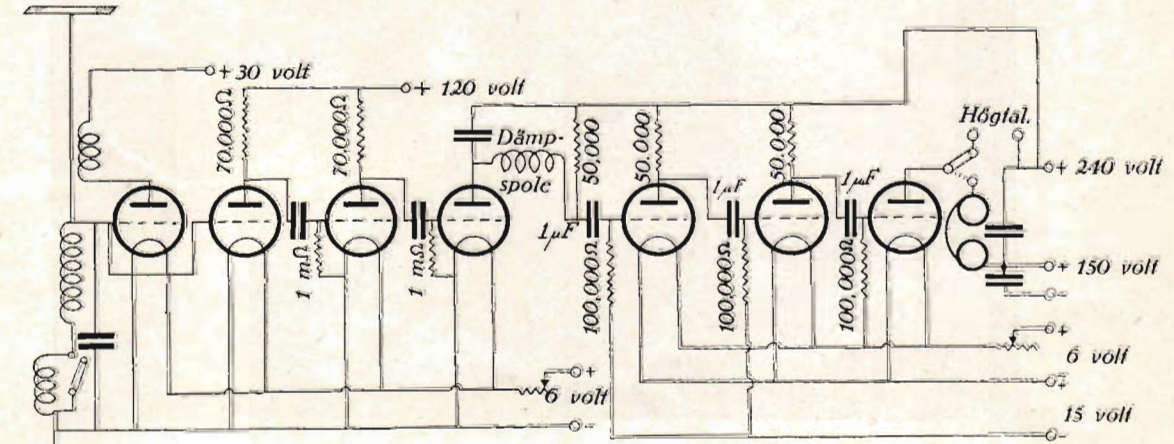 + 30 volt
+ 120 volt
70.000Ω
70.000Ω
Dämp-
spole
50.000
50.000
50.000
Högtal.
+ 240 volt
1µF
1µF
1µF
1 mΩ
1 mΩ
100.000Ω
100.000Ω
100.000Ω
+ 150 volt
-
+
6 volt
-
+
6 volt
+
15 volt
-